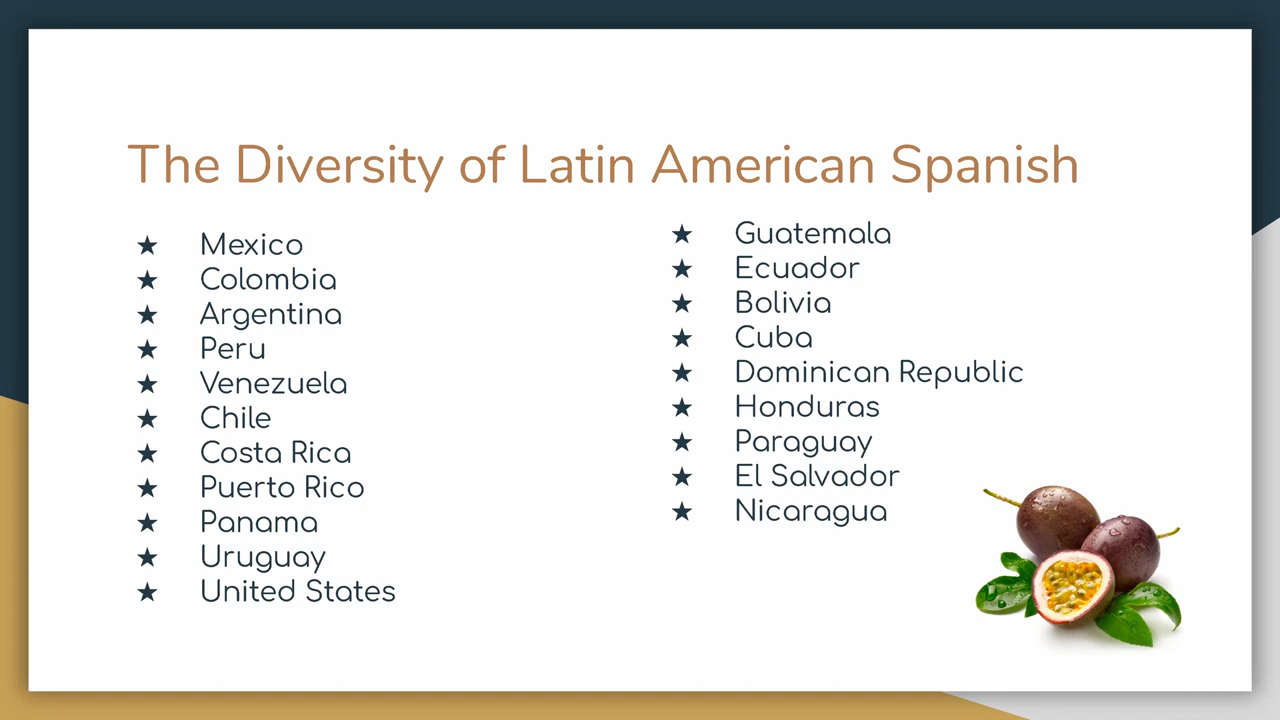 The Diversity of Latin American Spanish
★ Mexico
★ Colombia
★ Argentina
★ Peru
★ Venezuela
★ Chile
★ Costa Rica
★ Puerto Rico
★ Panama
★ Uruguay
★ United States
★ Guatemala
★ Ecuador
★ Bolivia
★ Cuba
★ Dominican Republic
★ Honduras
★ Paraguay
★ El Salvador
★ Nicaragua